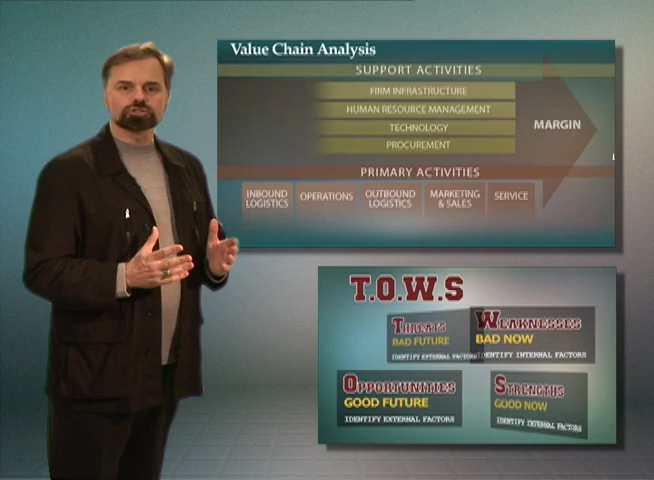 Value Chain Analysis
SUPPORT ACTIVITIES
FIRM INFRASTRUCTURE
HUMAN RESOURCE MANAGEMENT
TECHNOLOGY
PROCUREMENT
MARGIN
PRIMARY ACTIVITIES
INBOUND LOGISTICS
OPERATIONS
OUTBOUND LOGISTICS
MARKETING & SALES
SERVICE
T.O.W.S
THREATS
BAD FUTURE
IDENTIFY EXTERNAL FACTORS
WEAKNESSES
BAD NOW
IDENTIFY INTERNAL FACTORS
OPPORTUNITIES
GOOD FUTURE
IDENTIFY EXTERNAL FACTORS
STRENGTHS
GOOD NOW
IDENTIFY INTERNAL FACTORS